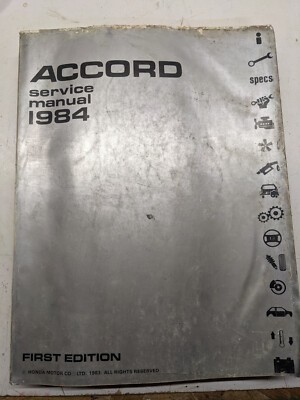 ACCORD
service
manual
1984
i
specs
FIRST EDITION
© HONDA MOTOR CO., LTD. 1983. ALL RIGHTS RESERVED